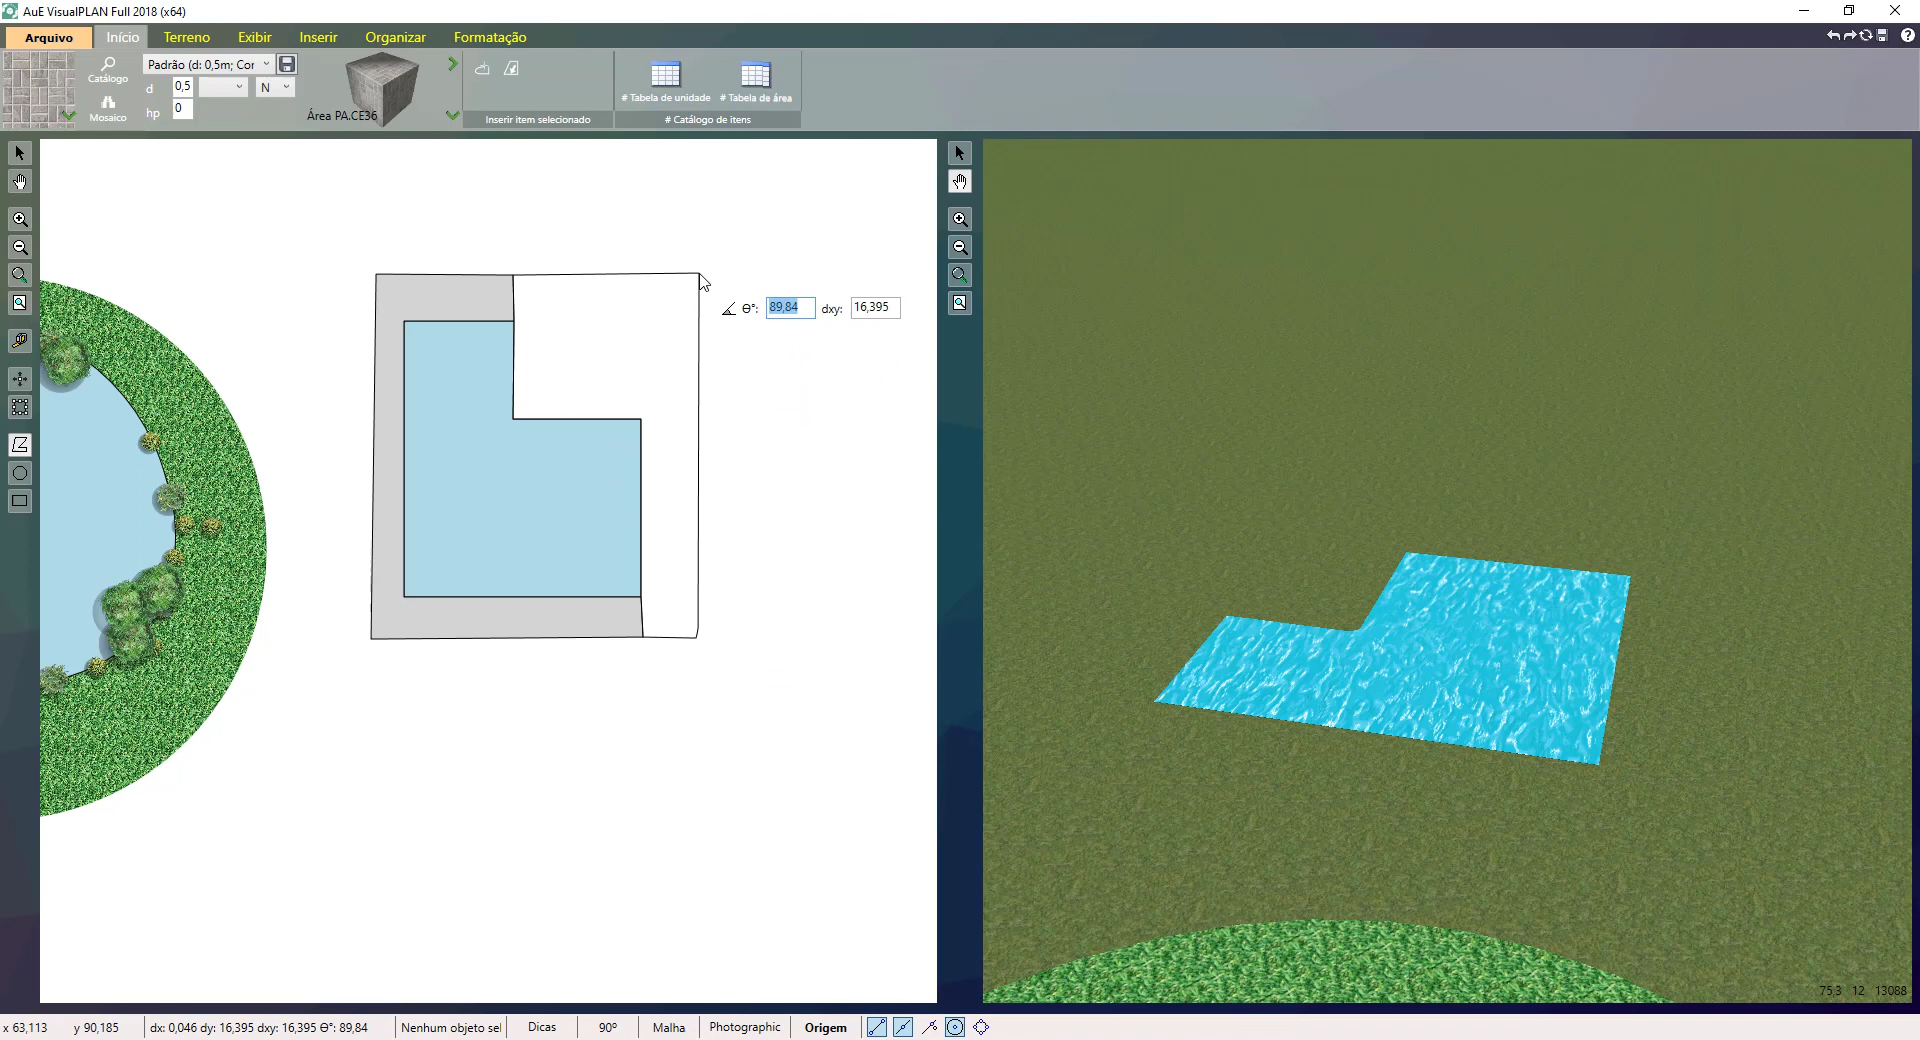 AuE VisualPLAN Full 2018 (x64)
Arquivo Início Terreno Exibir Inserir Organizar Formatação
Catálogo
Mosaico
Padrão (d: 0,5m; Cor
d 0,5 N
hp 0
Área PA.CE36
Inserir item selecionado
# Tabela de unidade # Tabela de área
# Catálogo de itens
ϴ°: 89,84 dxy: 16,395
75,3 12 13088
x 63,113 y 90,185 dx: 0,046 dy: 16,395 dxy: 16,395 ϴ°: 89,84 Nenhum objeto sel Dicas 90º Malha Photographic Origem